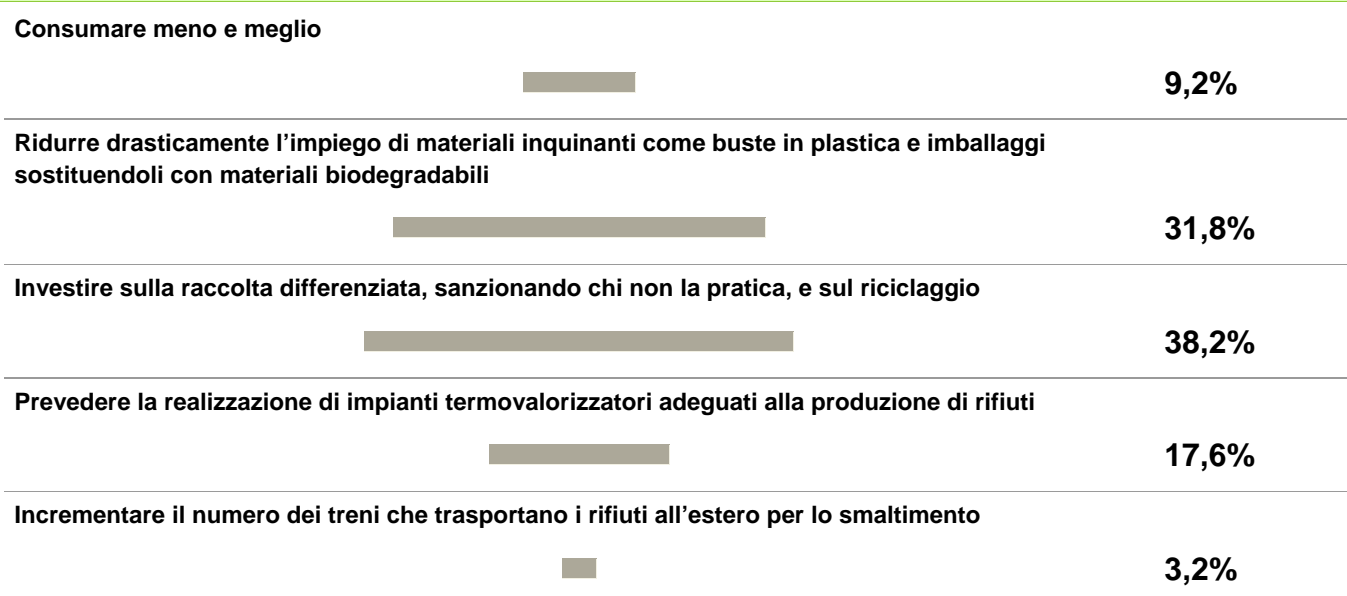 Consumare meno e meglio
9,2%
Ridurre drasticamente l’impiego di materiali inquinanti come buste in plastica e imballaggi
sostituendoli con materiali biodegradabili
31,8%
Investire sulla raccolta differenziata, sanzionando chi non la pratica, e sul riciclaggio
38,2%
Prevedere la realizzazione di impianti termovalorizzatori adeguati alla produzione di rifiuti
17,6%
Incrementare il numero dei treni che trasportano i rifiuti all’estero per lo smaltimento
3,2%